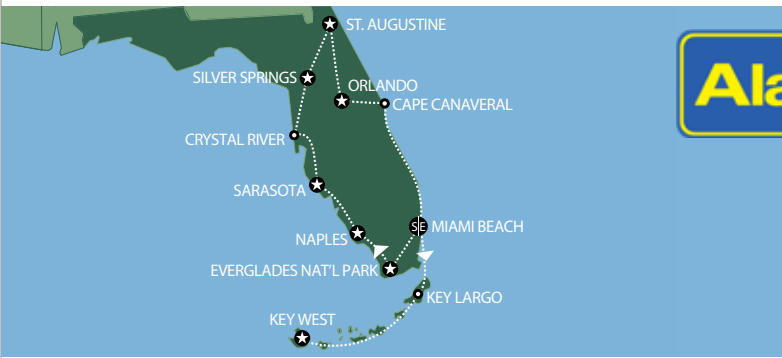 ST. AUGUSTINE
SILVER SPRINGS
ORLANDO
CAPE CANAVERAL
CRYSTAL RIVER
SARASOTA
SE
MIAMI BEACH
NAPLES
EVERGLADES NAT'L PARK
KEY LARGO
KEY WEST
Ala